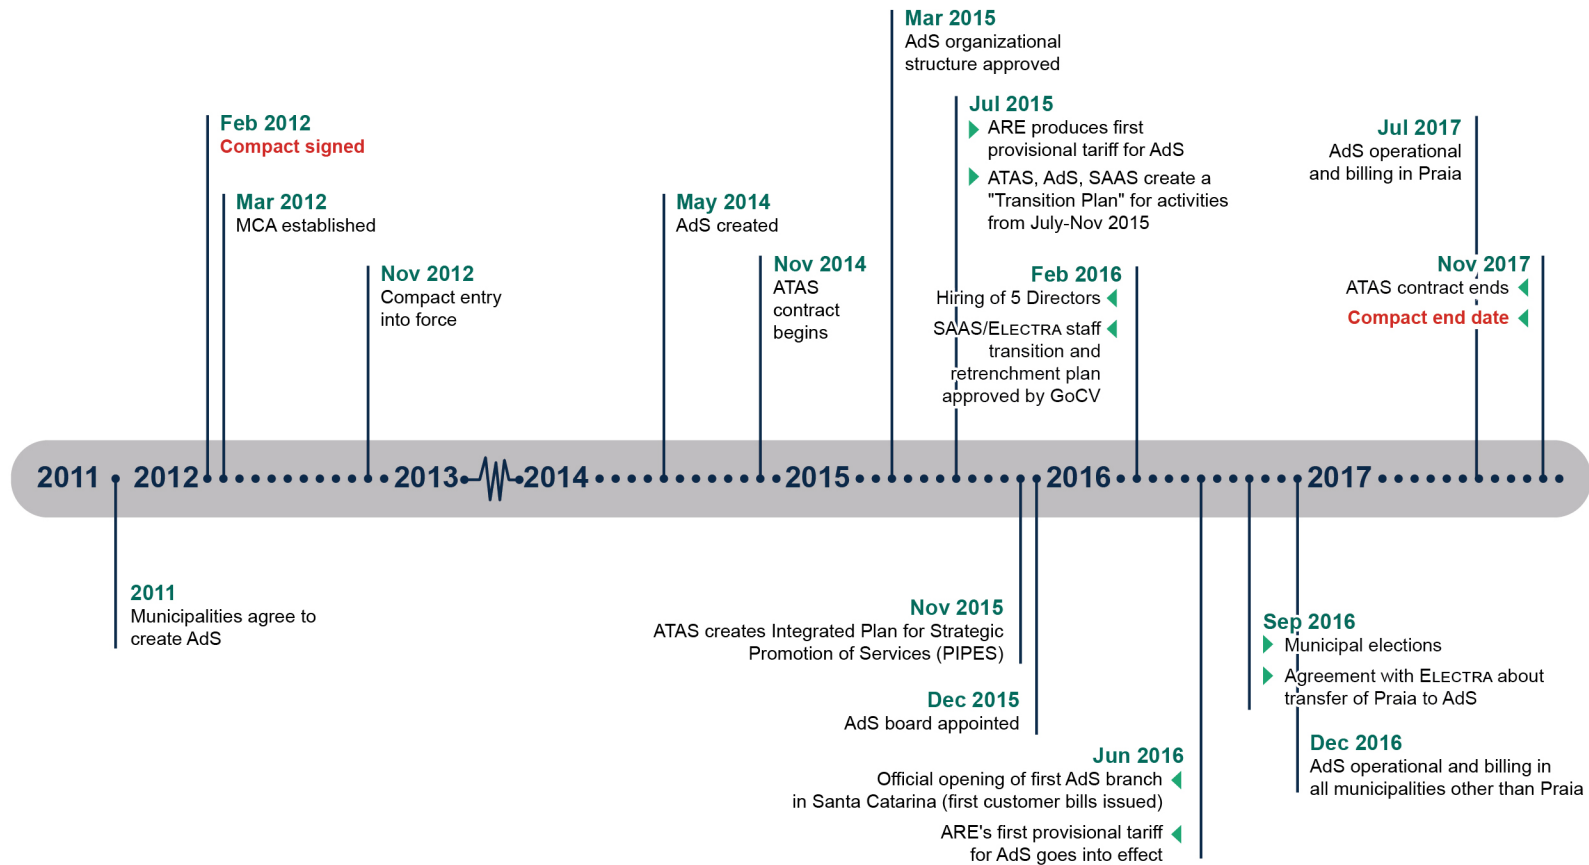 Mar 2015
AdS organizational
structure approved
Jul 2015
ARE produces first
provisional tariff for AdS
ATAS, AdS, SAAS create a
"Transition Plan" for activities
from July-Nov 2015
Feb 2012
Compact signed
Jul 2017
AdS operational
and billing in Praia
Mar 2012
MCA established
May 2014
AdS created
Nov 2012
Compact entry
into force
Nov 2014
ATAS
contract
begins
Feb 2016
Hiring of 5 Directors
SAAS/ELECTRA staff
transition and
retrenchment plan
approved by GoCV
Nov 2017
ATAS contract ends
Compact end date
2011 2012 2013 2014 2015 2016 2017
2011
Municipalities agree to
create AdS
Nov 2015
ATAS creates Integrated Plan for Strategic
Promotion of Services (PIPES)
Dec 2015
AdS board appointed
Jun 2016
Official opening of first AdS branch
in Santa Catarina (first customer bills issued)
ARE's first provisional tariff
for AdS goes into effect
Sep 2016
Municipal elections
Agreement with ELECTRA about
transfer of Praia to AdS
Dec 2016
AdS operational and billing in
all municipalities other than Praia